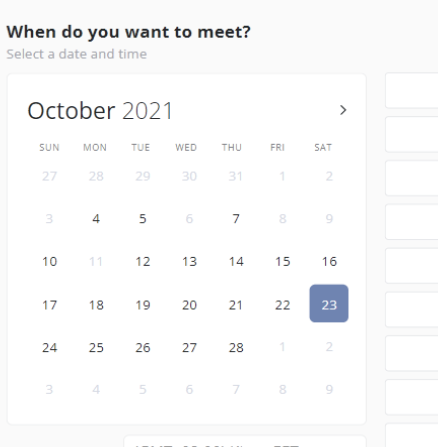 When do you want to meet?
Select a date and time
October 2021 >
SUN MON TUE WED THU FRI SAT
27 28 29 30 31 1 2
3 4 5 6 7 8 9
10 11 12 13 14 15 16
17 18 19 20 21 22 23
24 25 26 27 28 1 2
3 4 5 6 7 8 9